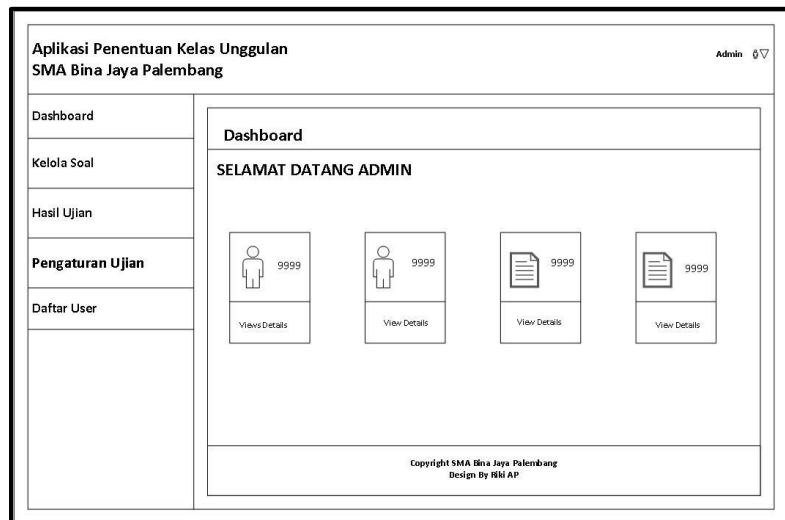 Aplikasi Penentuan Kelas Unggulan
SMA Bina Jaya Palembang
Admin
Dashboard
Kelola Soal
Hasil Ujian
Pengaturan Ujian
Daftar User
Dashboard
SELAMAT DATANG ADMIN
9999
9999
9999
9999
Views Details
View Details
View Details
View Details
Copyright SMA Bina Jaya Palembang
Design By Riki AP